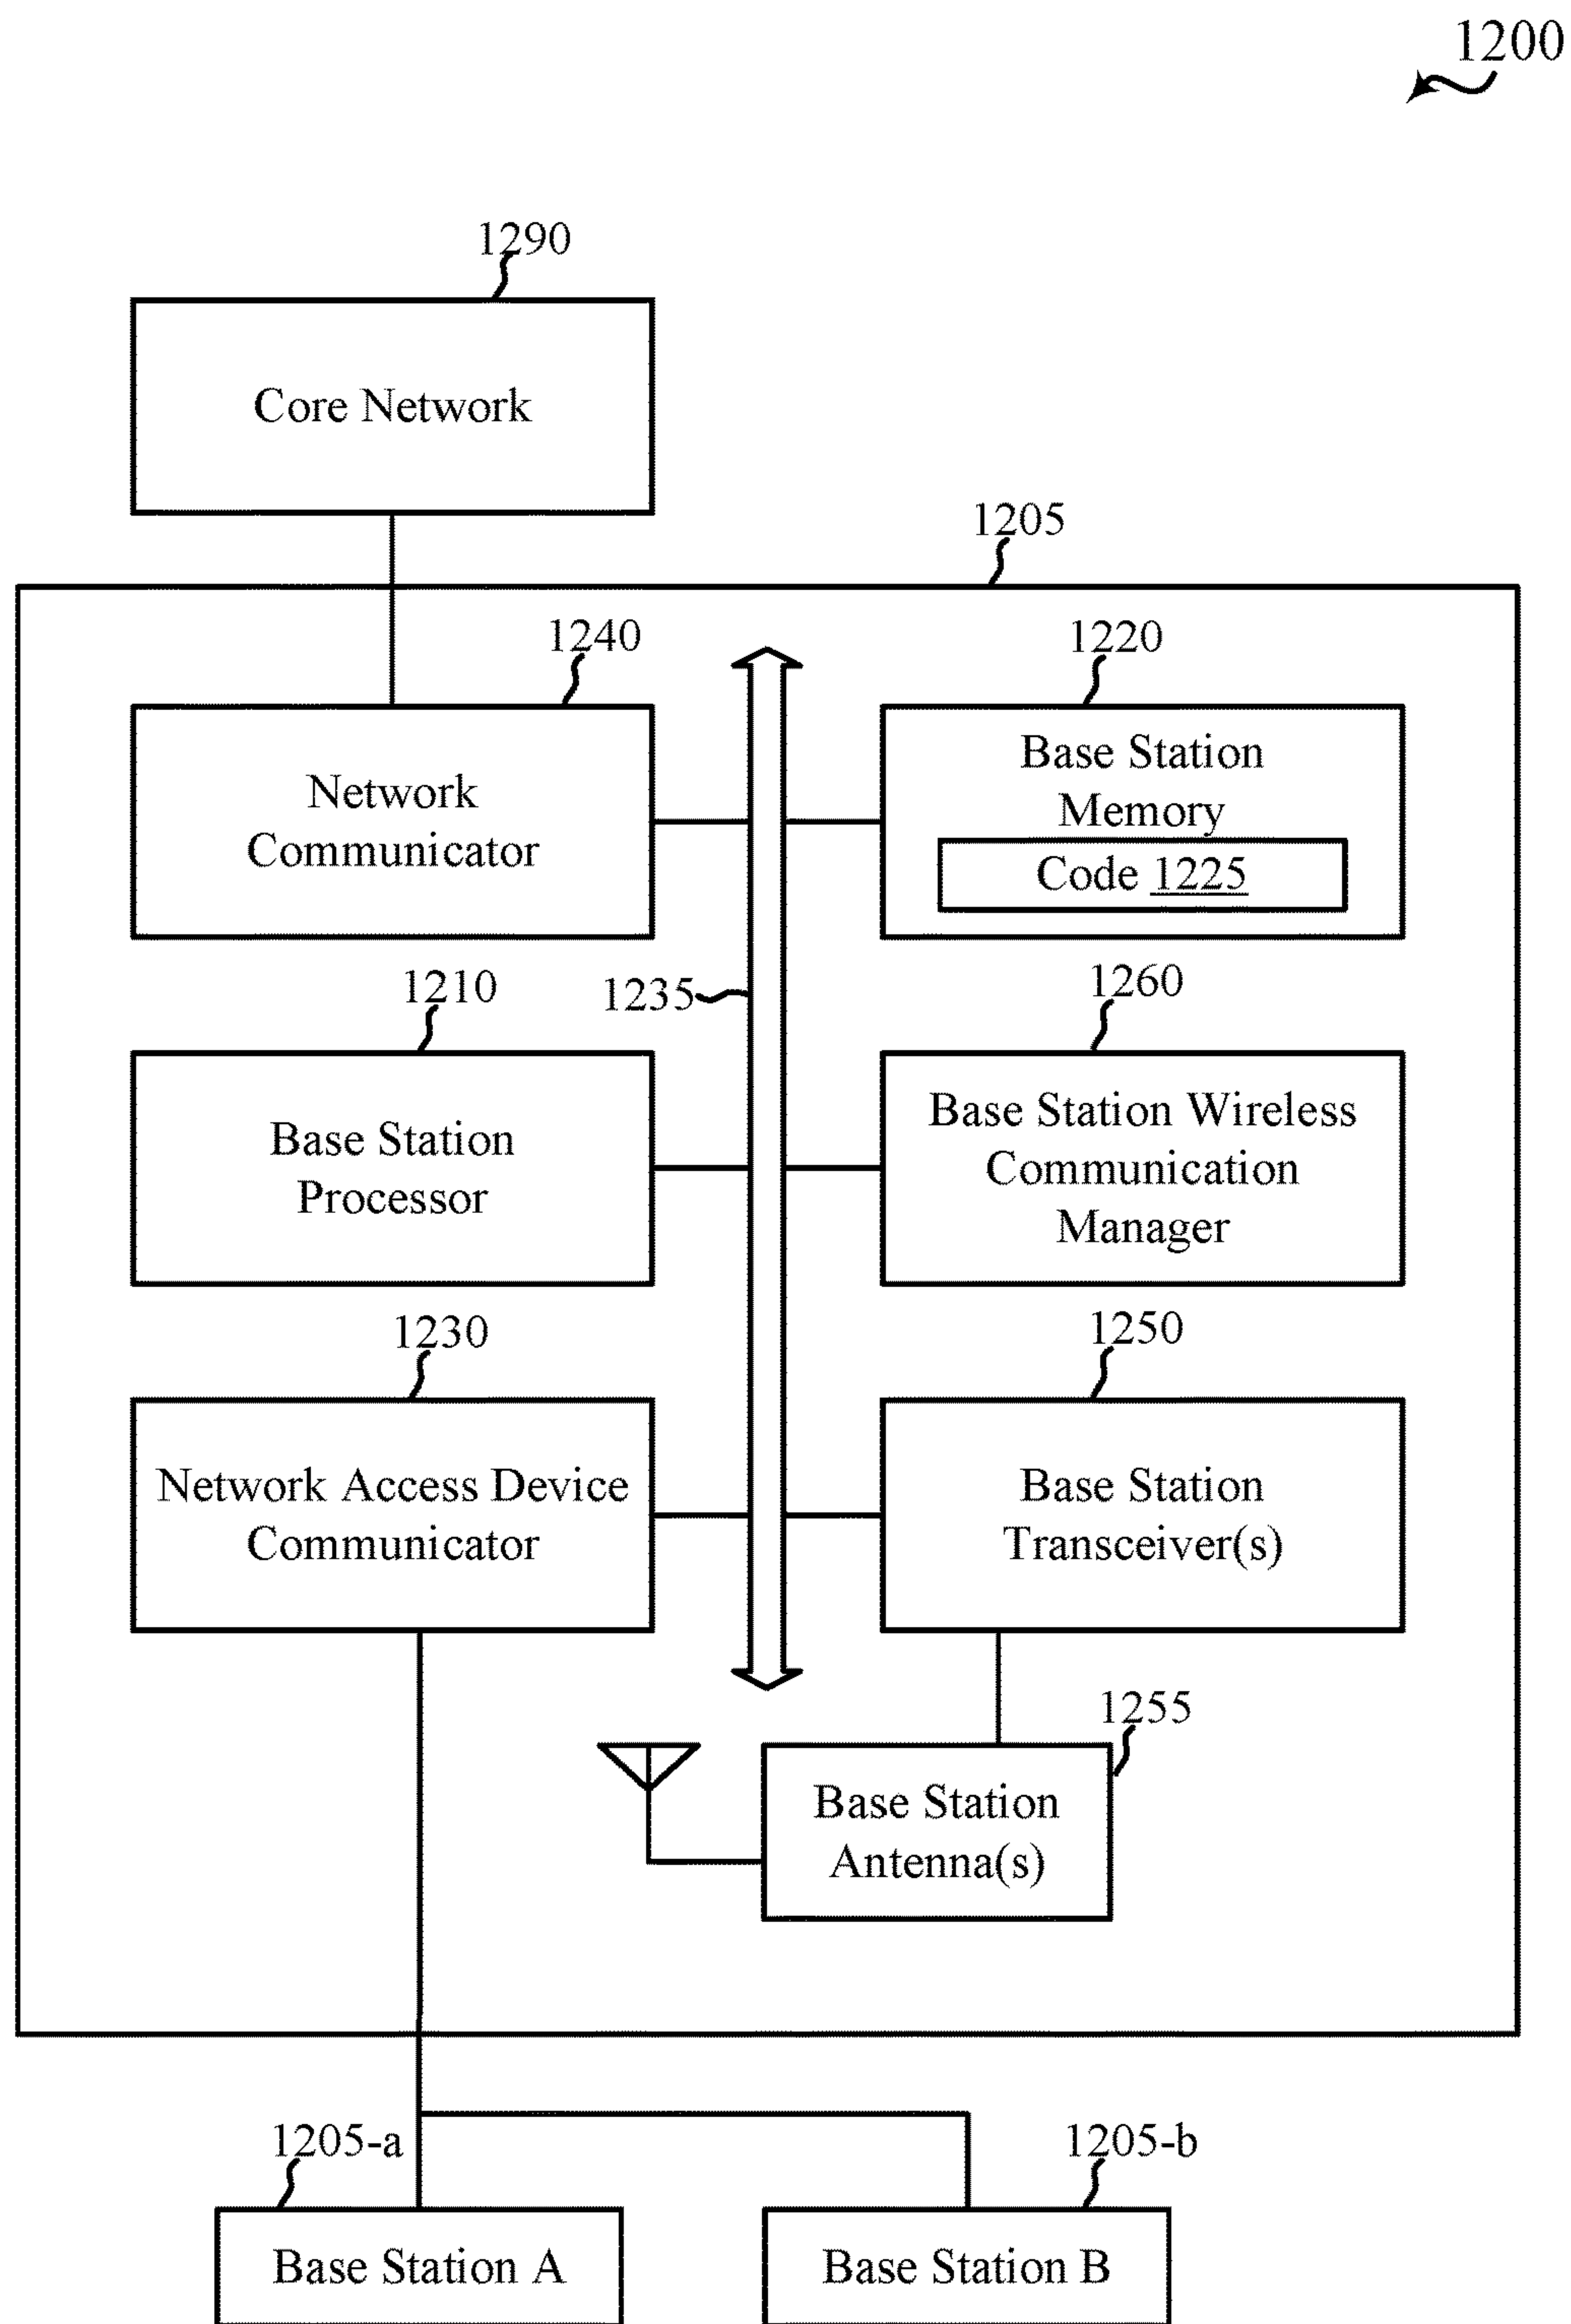 1200
1290
Core Network
1205
1240
1220
Network
Communicator
Base Station
Memory
Code 1225
1210
1235
1260
Base Station
Processor
Base Station Wireless
Communication
Manager
1230
1250
Network Access Device
Communicator
Base Station
Transceiver(s)
1255
Base Station
Antenna(s)
1205-a
1205-b
Base Station A
Base Station B